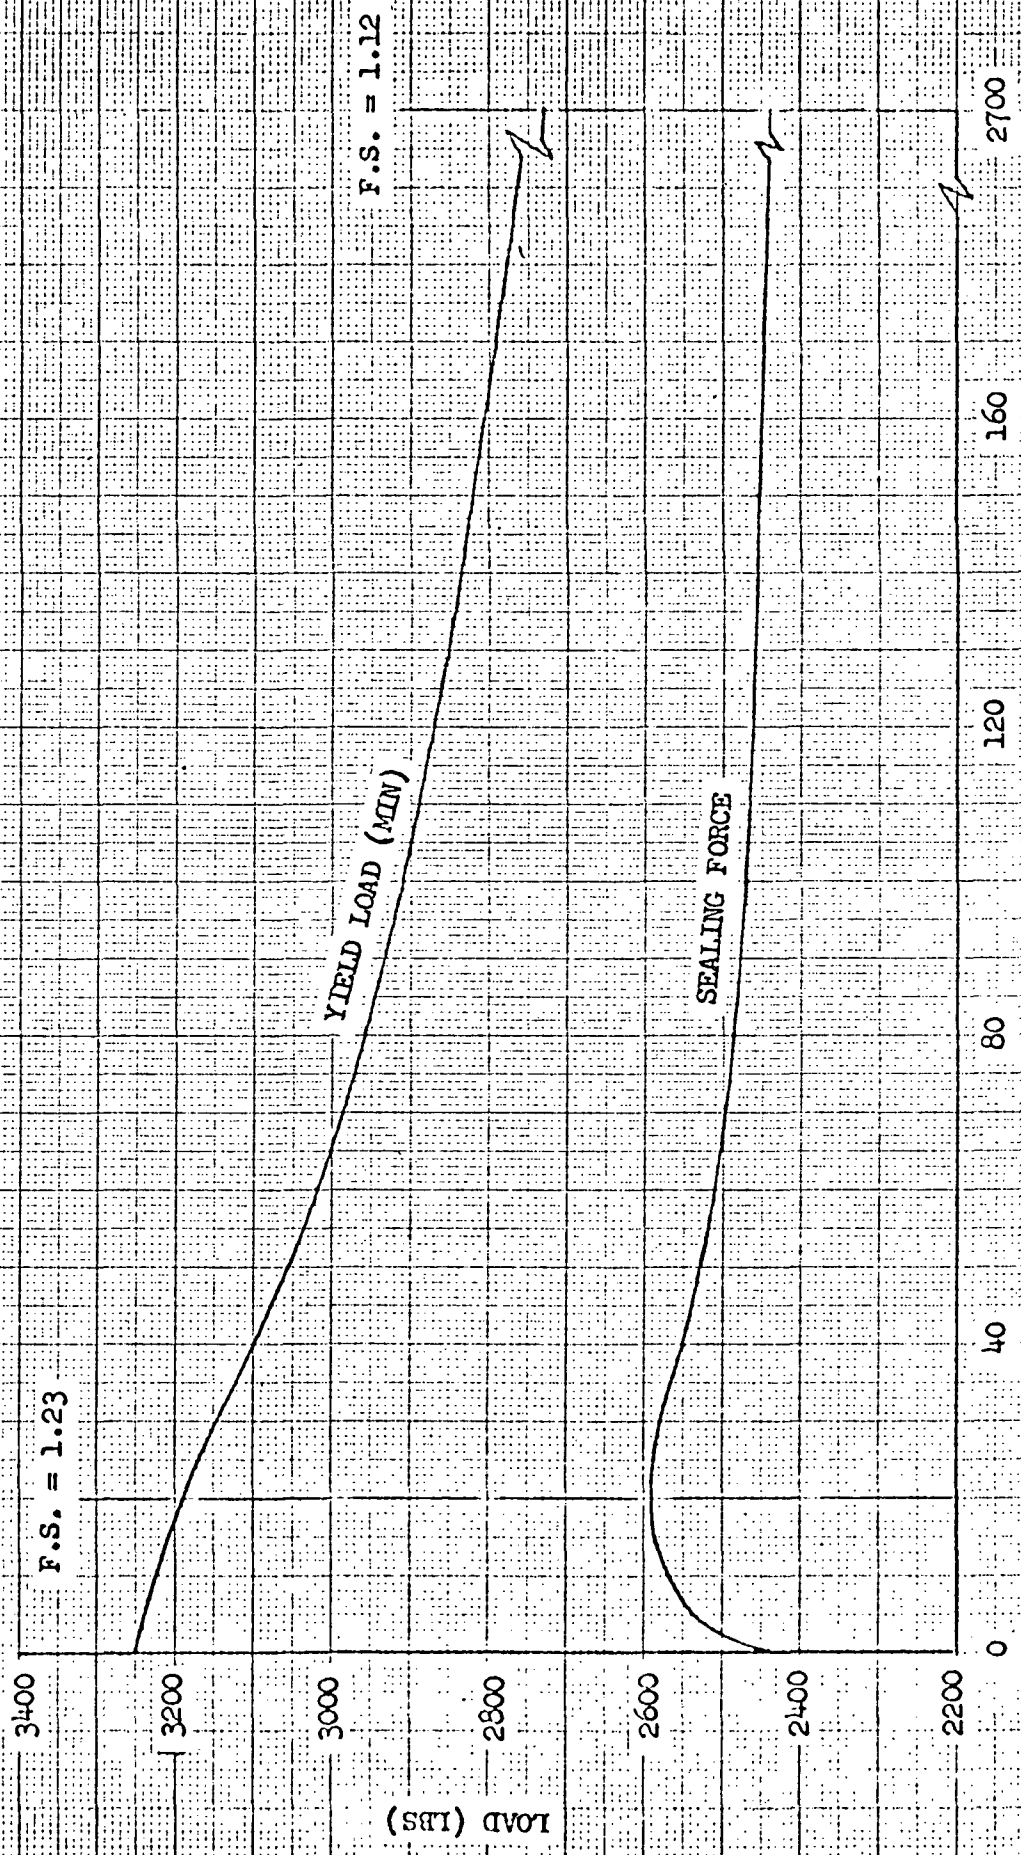 F.S. = 1.23
F.S. = 1.12
YIELD LOAD (MIN)
SEALING FORCE
LOAD (LBS)
3400
3200
3000
2800
2600
2400
2200
0
40
80
120
160
2700